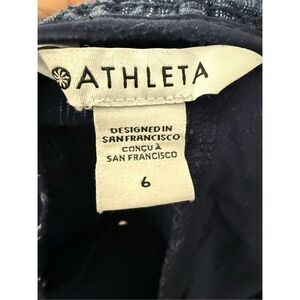 ATHLETA
DESIGNED IN
SAN FRANCISCO
CONÇU À
SAN FRANCISCO
6